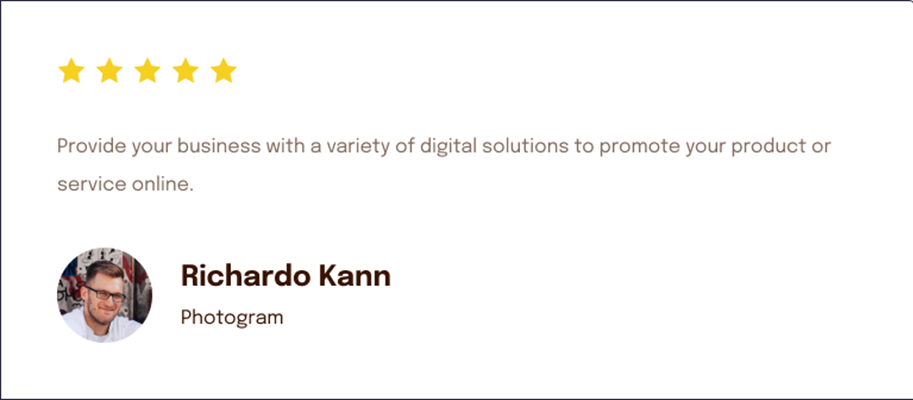 Provide your business with a variety of digital solutions to promote your product or
service online.
Richardo Kann
Photogram